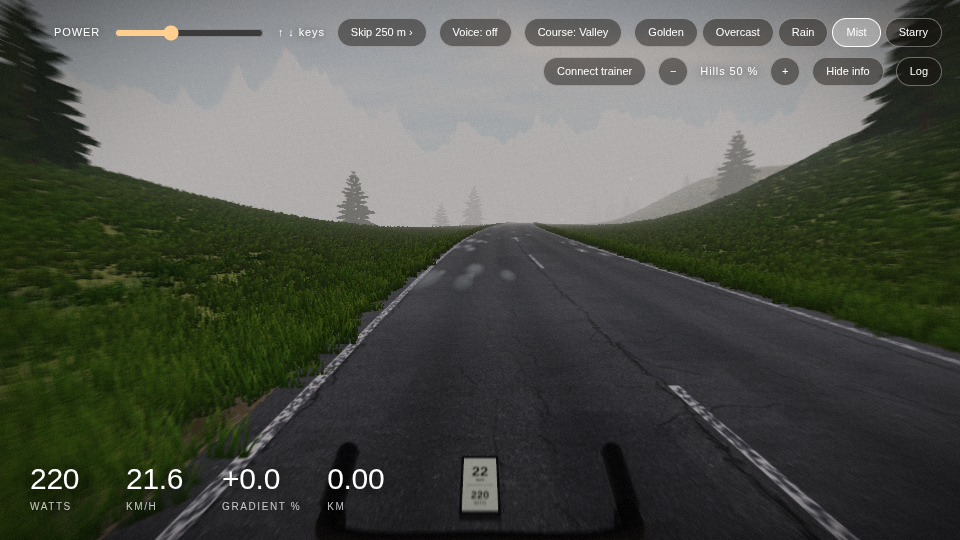 POWER ↑ ↓ keys Skip 250 m › Voice: off Course: Valley Golden Overcast Rain Mist Starry
Connect trainer − Hills 50 % + Hide info Log
22
220
220 21.6 +0.0 0.00
WATTS KM/H GRADIENT % KM